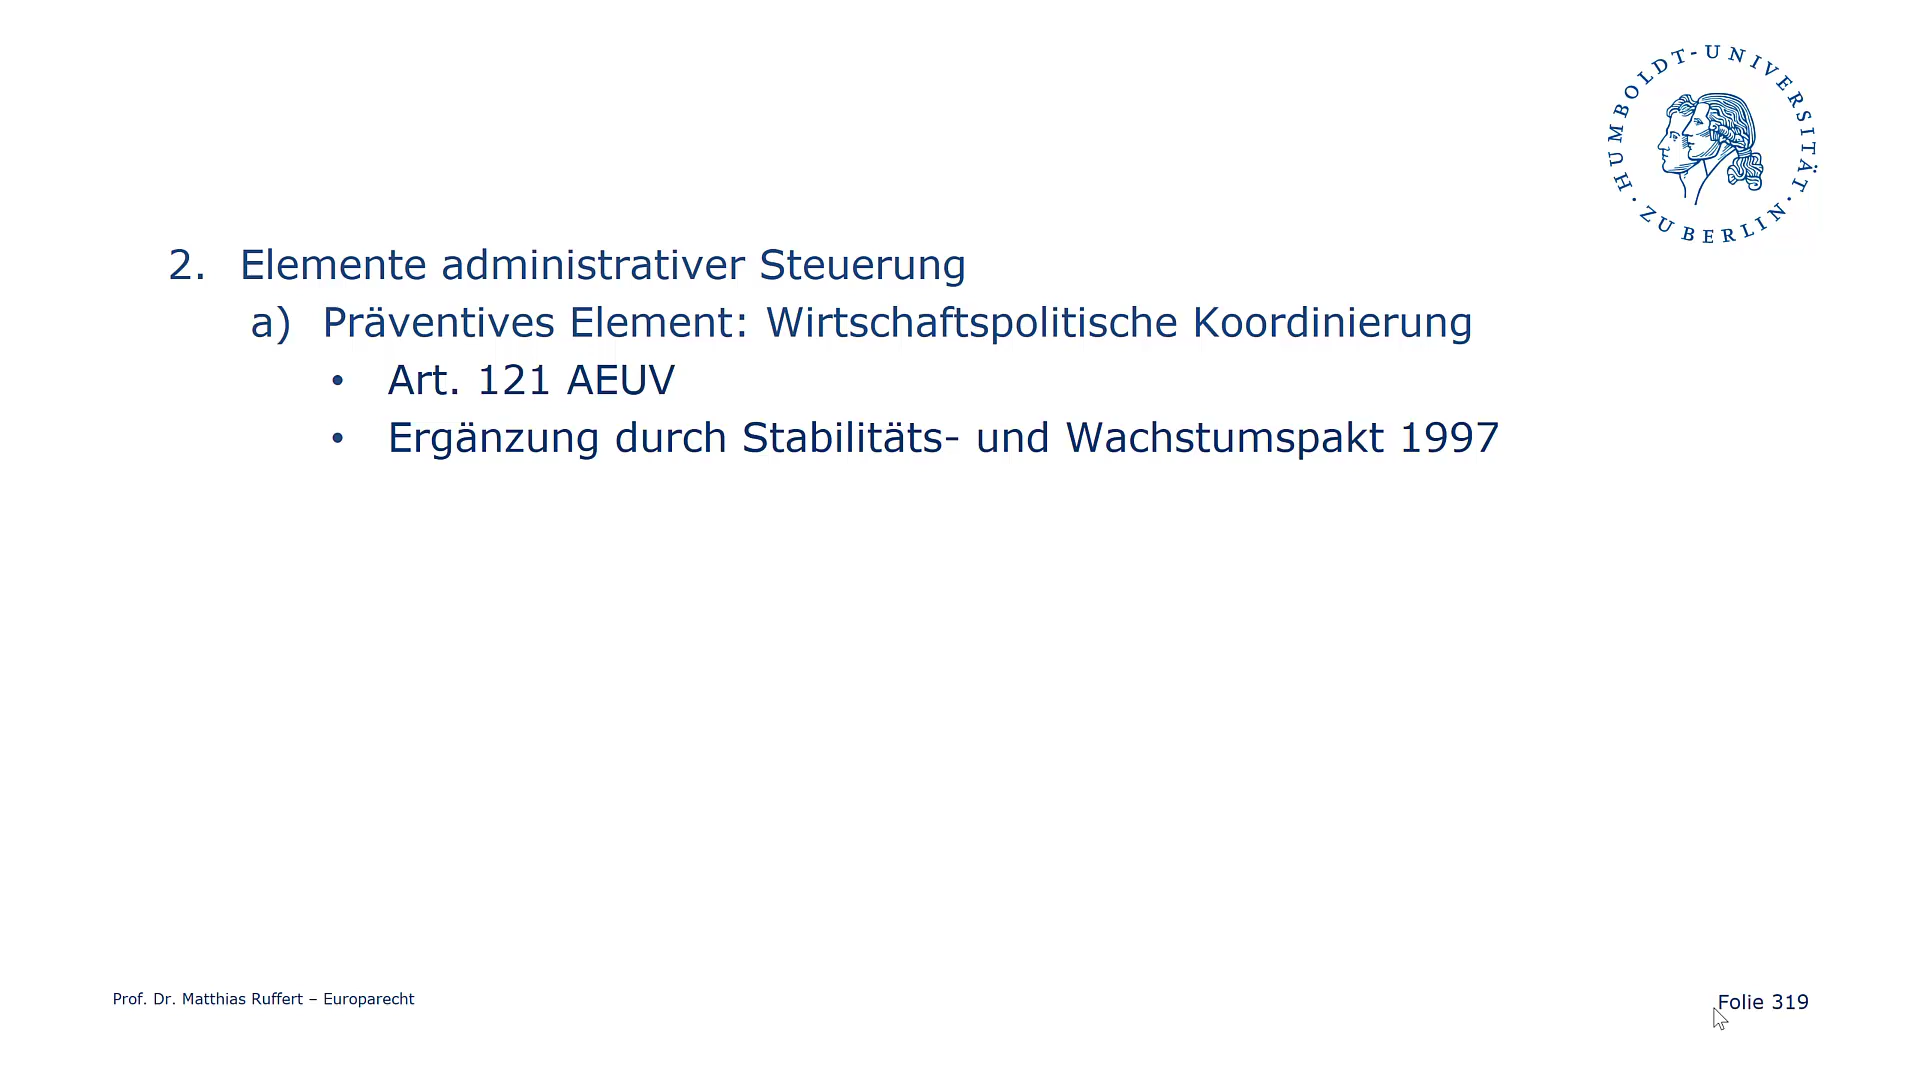 HUMBOLDT-UNIVERSITÄT · ZU BERLIN ·
2. Elemente administrativer Steuerung
a) Präventives Element: Wirtschaftspolitische Koordinierung
• Art. 121 AEUV
• Ergänzung durch Stabilitäts- und Wachstumspakt 1997
Prof. Dr. Matthias Ruffert – Europarecht
Folie 319